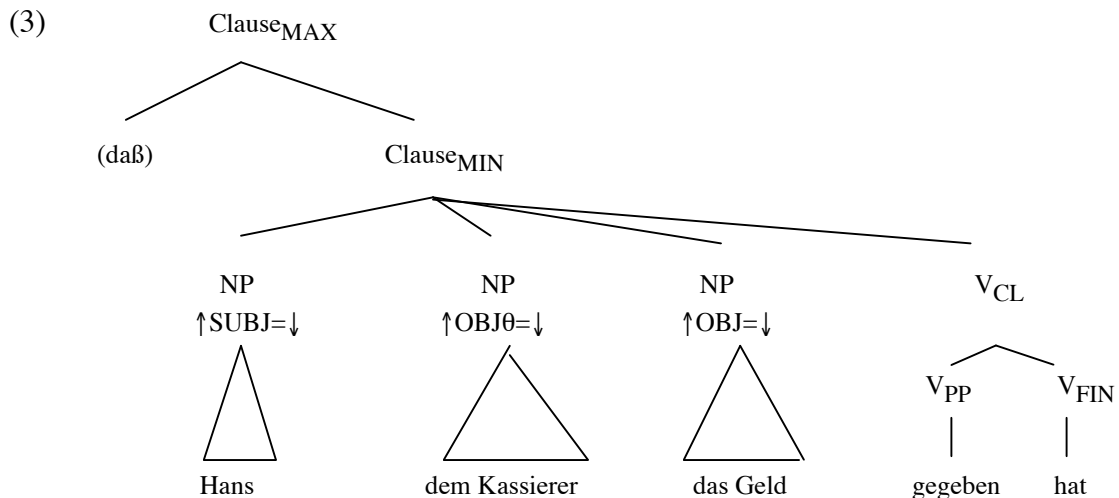 (3) Clause_MAX
(daß) Clause_MIN
NP NP NP V_CL
↑SUBJ=↓ ↑OBJθ=↓ ↑OBJ=↓
V_PP V_FIN
Hans dem Kassierer das Geld gegeben hat